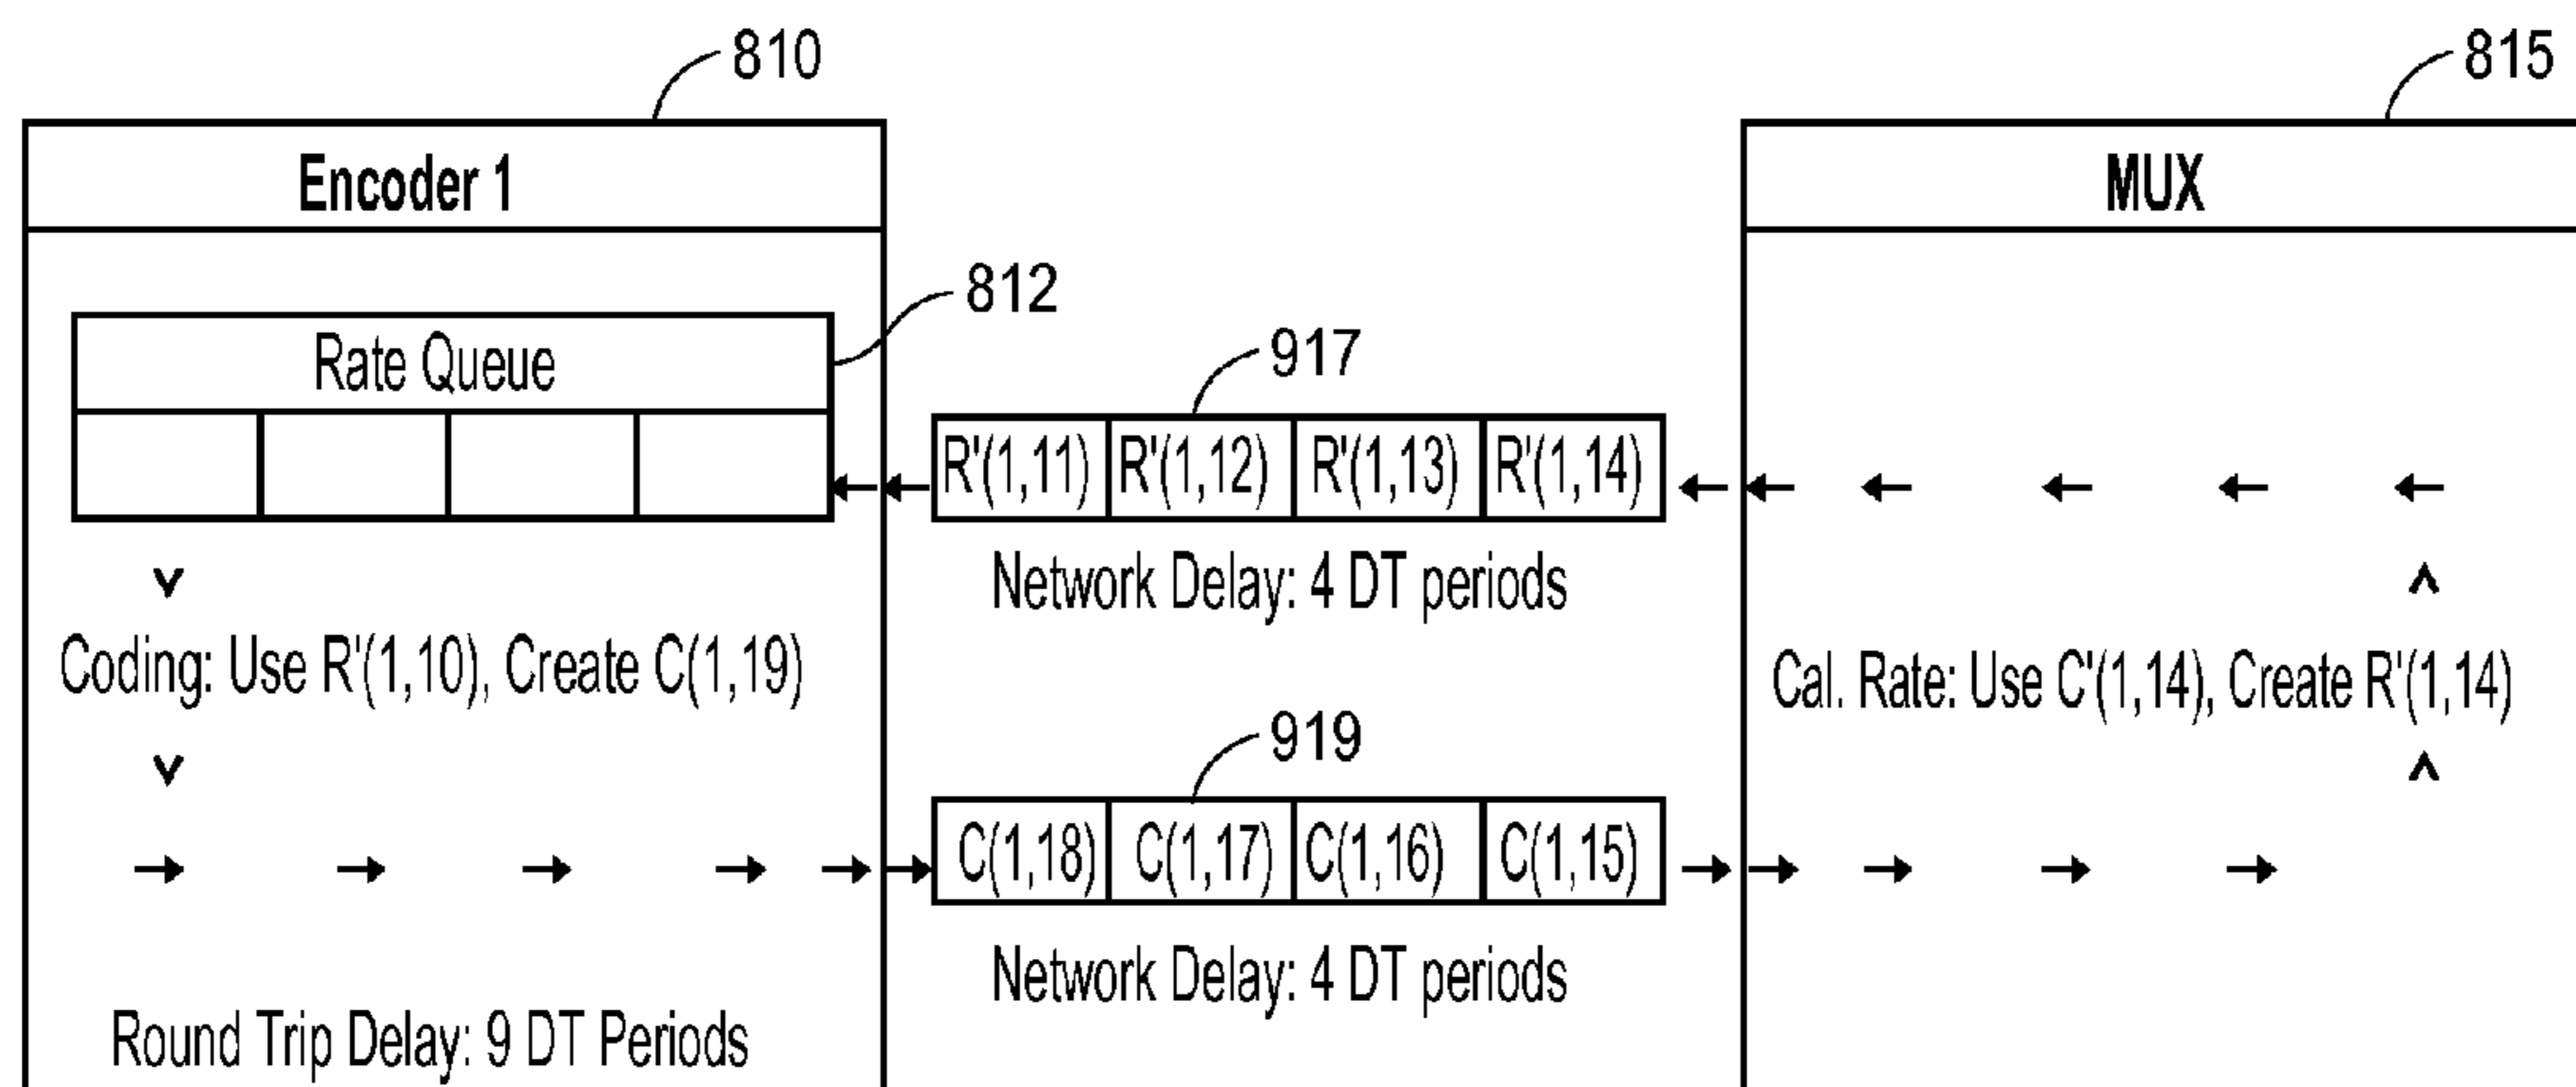 810
815
Encoder 1
MUX
812
Rate Queue
917
R'(1,11) R'(1,12) R'(1,13) R'(1,14)
Network Delay: 4 DT periods
Coding: Use R'(1,10), Create C(1,19)
Cal. Rate: Use C'(1,14), Create R'(1,14)
919
C(1,18) C(1,17) C(1,16) C(1,15)
Network Delay: 4 DT periods
Round Trip Delay: 9 DT Periods